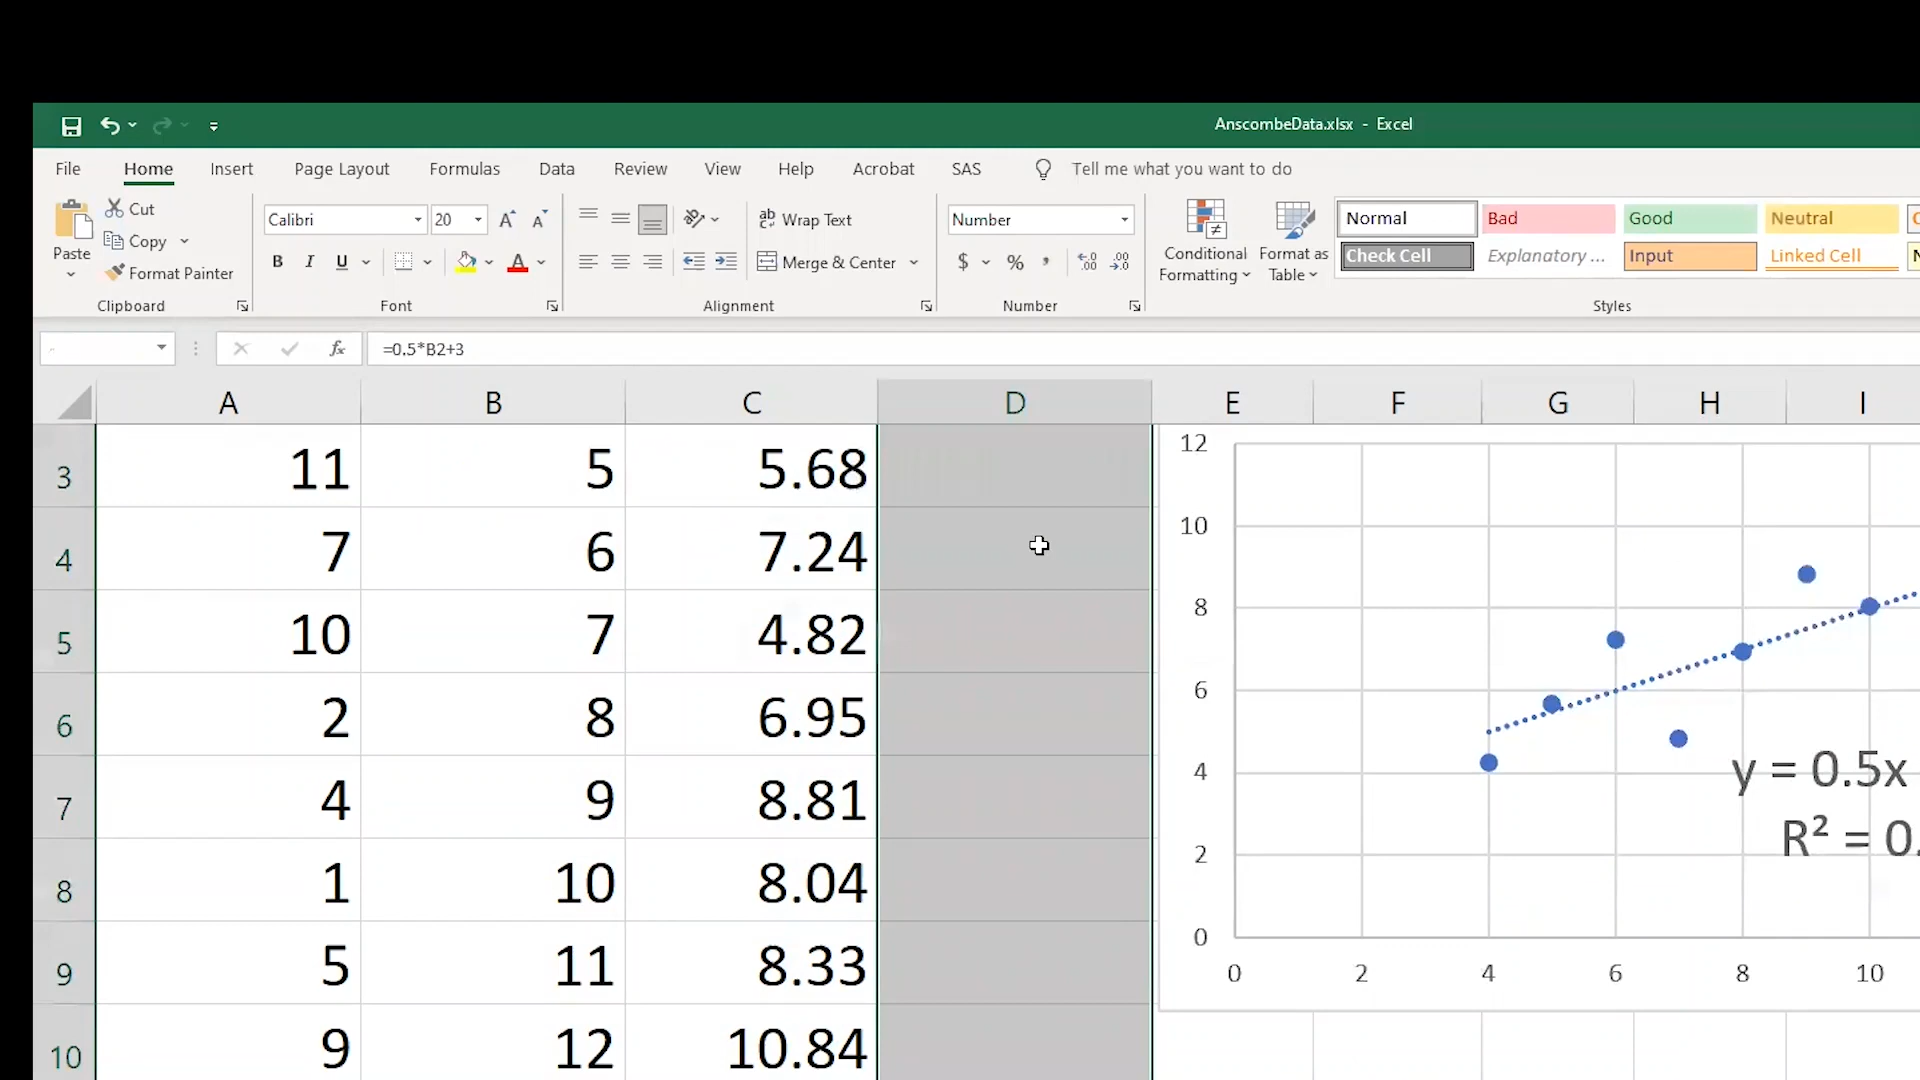 AnscombeData.xlsx - Excel
File Home Insert Page Layout Formulas Data Review View Help Acrobat SAS Tell me what you want to do
Paste
Cut
Copy
Format Painter
Clipboard
Calibri 20
B I U
Font
Wrap Text
Merge & Center
Alignment
Number
$ % ,
Number
Conditional Formatting
Format as Table
Normal Bad Good Neutral
Check Cell Explanatory ... Input Linked Cell
Styles
fx =0.5*B2+3
A B C D E F G H I
3 11 5 5.68
4 7 6 7.24
5 10 7 4.82
6 2 8 6.95
7 4 9 8.81
8 1 10 8.04
9 5 11 8.33
10 9 12 10.84
12
10
8
6
4
2
0
0 2 4 6 8 10
y = 0.5x
R² = 0.